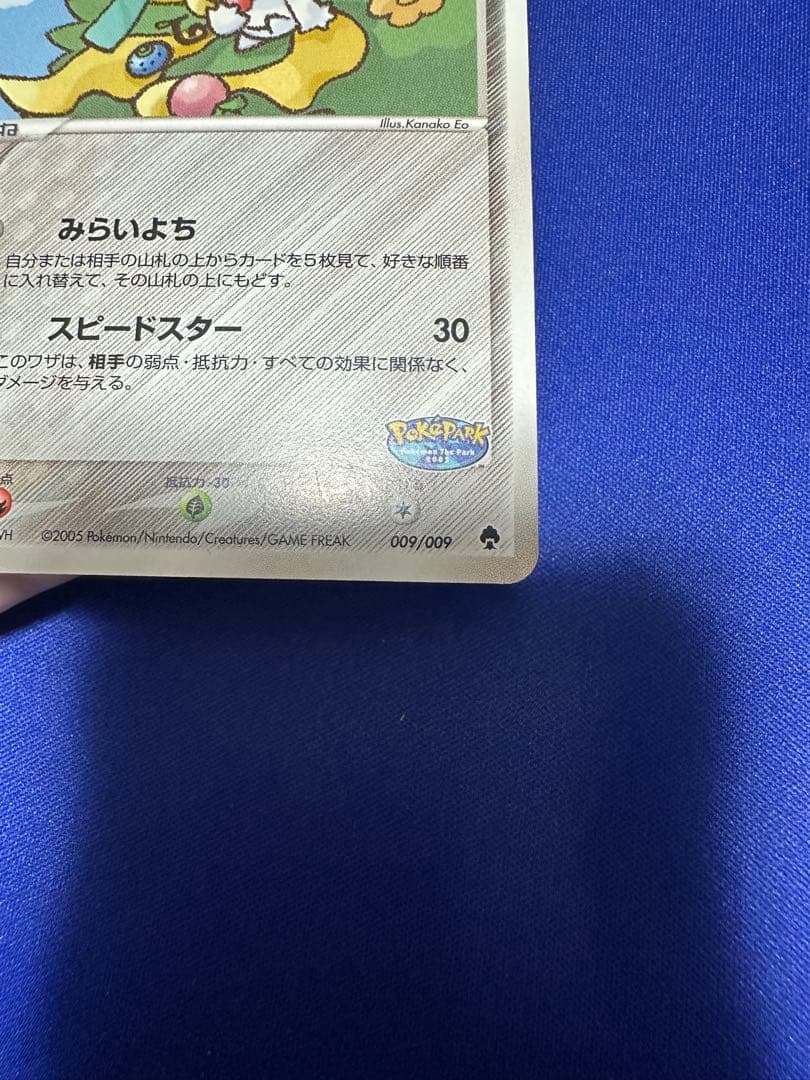 Illus.Kanako Eo
みらいよち
自分または相手の山札の上からカードを5枚見て、好きな順番
に入れ替えて、その山札の上にもどす。
スピードスター 30
このワザは、相手の弱点・抵抗力・すべての効果に関係なく、
ダメージを与える。
POKÉPARK
Pokémon The Park
2005
点 抵抗力 -30
©2005 Pokémon/Nintendo/Creatures/GAME FREAK 009/009